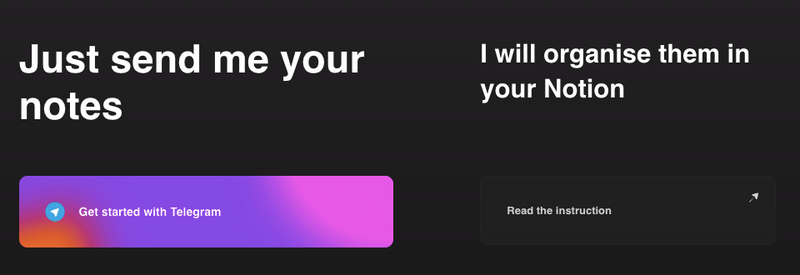 Just send me your
notes
I will organise them in
your Notion
Get started with Telegram
Read the instruction